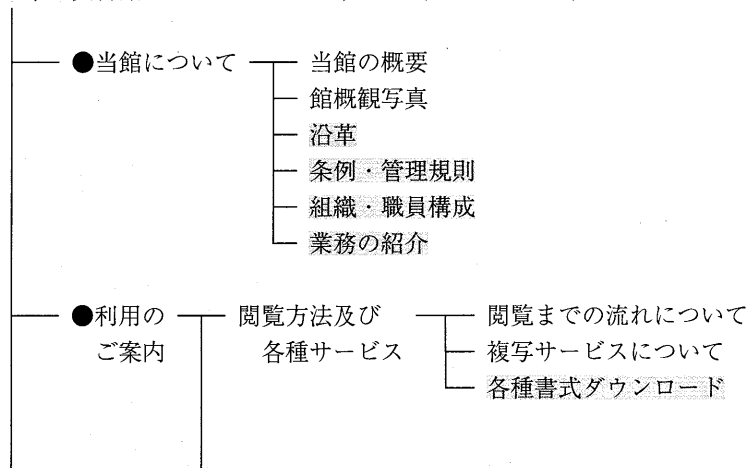 ●当館について 当館の概要
館概観写真
沿革
条例・管理規則
組織・職員構成
業務の紹介
●利用の 閲覧方法及び 閲覧までの流れについて
ご案内 各種サービス 複写サービスについて
各種書式ダウンロード